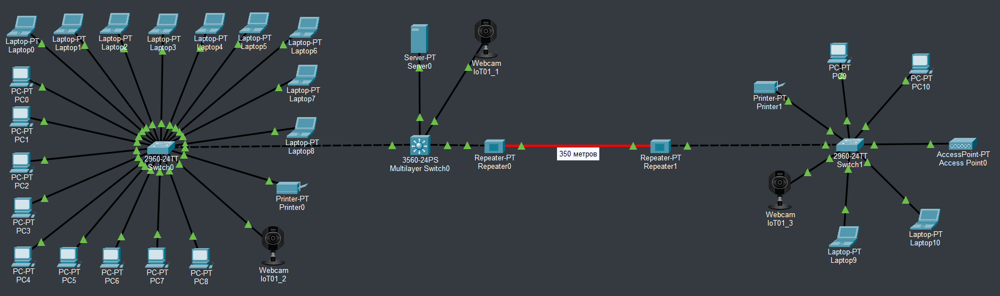 Laptop-PT
Laptop0
Laptop-PT
Laptop1
Laptop-PT
Laptop2
Laptop-PT
Laptop3
Laptop-PT
Laptop4
Laptop-PT
Laptop5
Laptop-PT
Laptop6
PC-PT
PC0
Laptop-PT
Laptop7
PC-PT
PC1
Laptop-PT
Laptop8
2960-24TT
Switch0
PC-PT
PC2
Printer-PT
Printer0
PC-PT
PC3
PC-PT
PC4
PC-PT
PC5
PC-PT
PC6
PC-PT
PC7
PC-PT
PC8
Webcam
IoT01_2
Server-PT
Server0
Webcam
IoT01_1
3560-24PS
Multilayer Switch0
Repeater-PT
Repeater0
350 метров
Repeater-PT
Repeater1
PC-PT
PC9
PC-PT
PC10
Printer-PT
Printer1
2960-24TT
Switch1
AccessPoint-PT
Access Point0
Webcam
IoT01_3
Laptop-PT
Laptop9
Laptop-PT
Laptop10